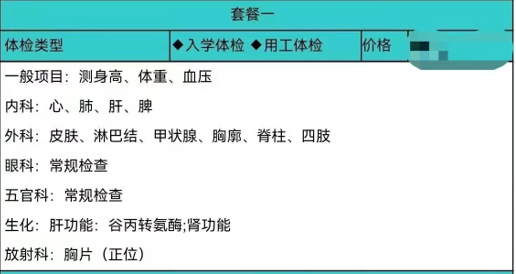 套餐一
体检类型 ◆入学体检 ◆用工体检 价格
一般项目：测身高、体重、血压
内科：心、肺、肝、脾
外科：皮肤、淋巴结、甲状腺、胸廓、脊柱、四肢
眼科：常规检查
五官科：常规检查
生化：肝功能：谷丙转氨酶;肾功能
放射科：胸片（正位）